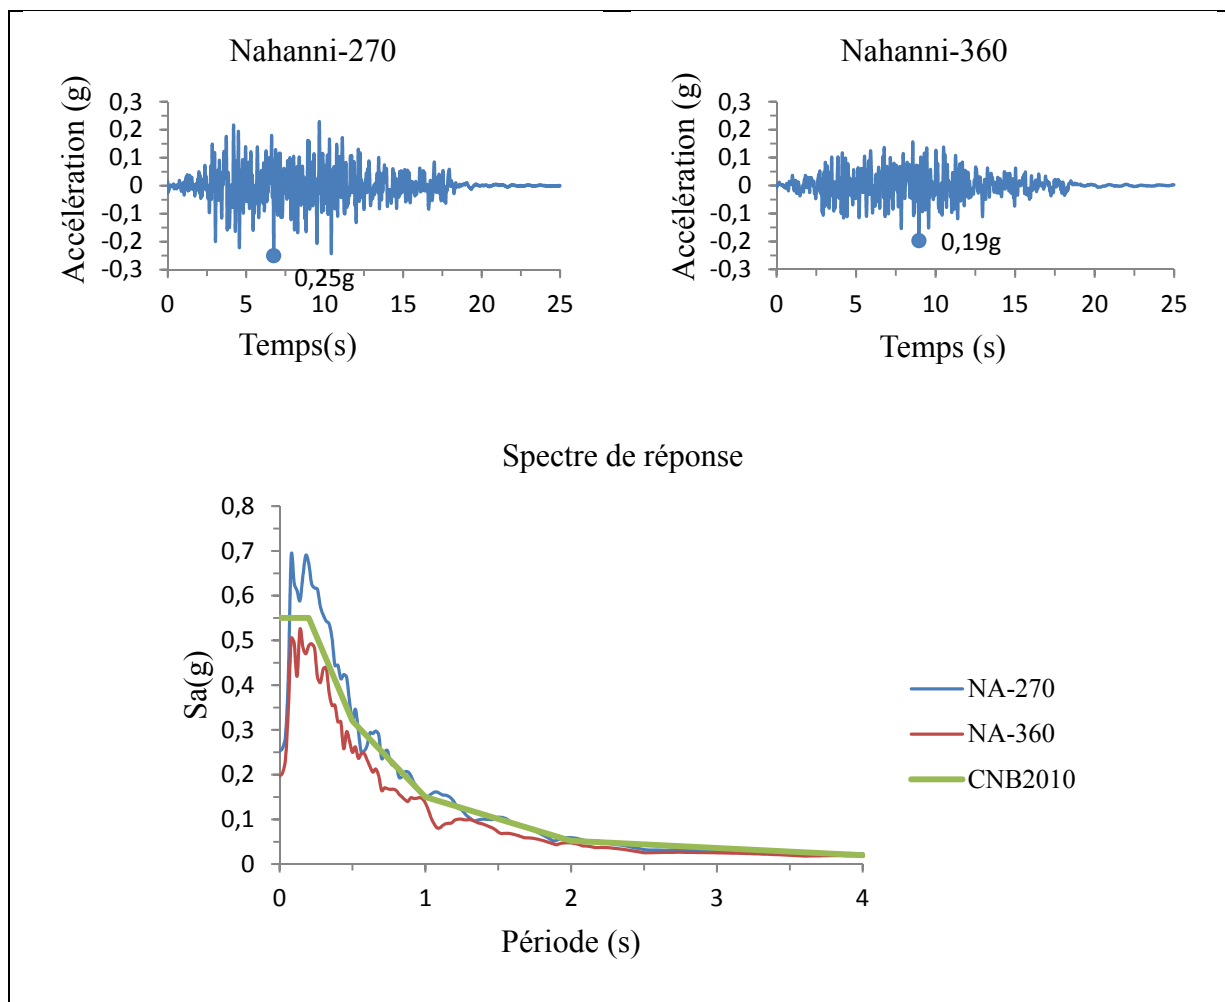 Nahanni-270
Accélération (g)
0,3
0,2
0,1
0
-0,1
-0,2
-0,3
0,25g
0 5 10 15 20 25
Temps(s)
Nahanni-360
Accélération (g)
0,3
0,2
0,1
0
-0,1
-0,2
-0,3
0,19g
0 5 10 15 20 25
Temps (s)
Spectre de réponse
Sa(g)
0,8
0,7
0,6
0,5
0,4
0,3
0,2
0,1
0
0 1 2 3 4
Période (s)
NA-270
NA-360
CNB2010